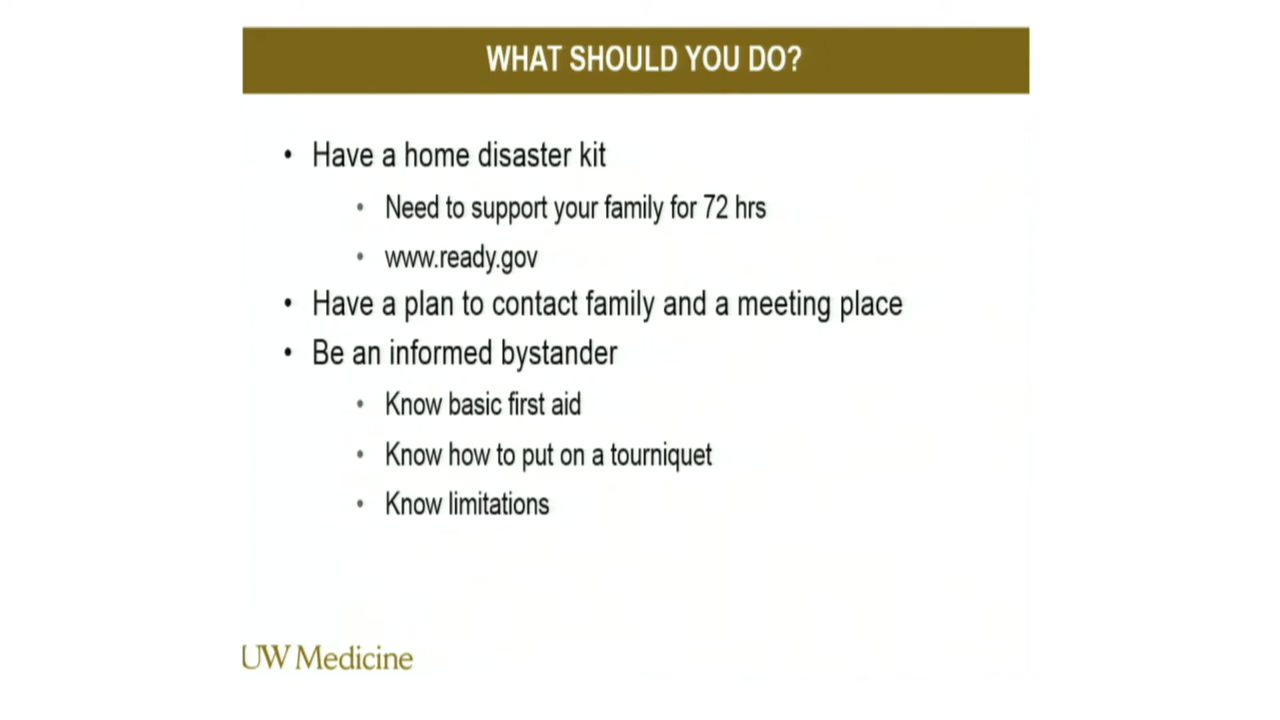 WHAT SHOULD YOU DO?
• Have a home disaster kit
• Need to support your family for 72 hrs
• www.ready.gov
• Have a plan to contact family and a meeting place
• Be an informed bystander
• Know basic first aid
• Know how to put on a tourniquet
• Know limitations
UW Medicine